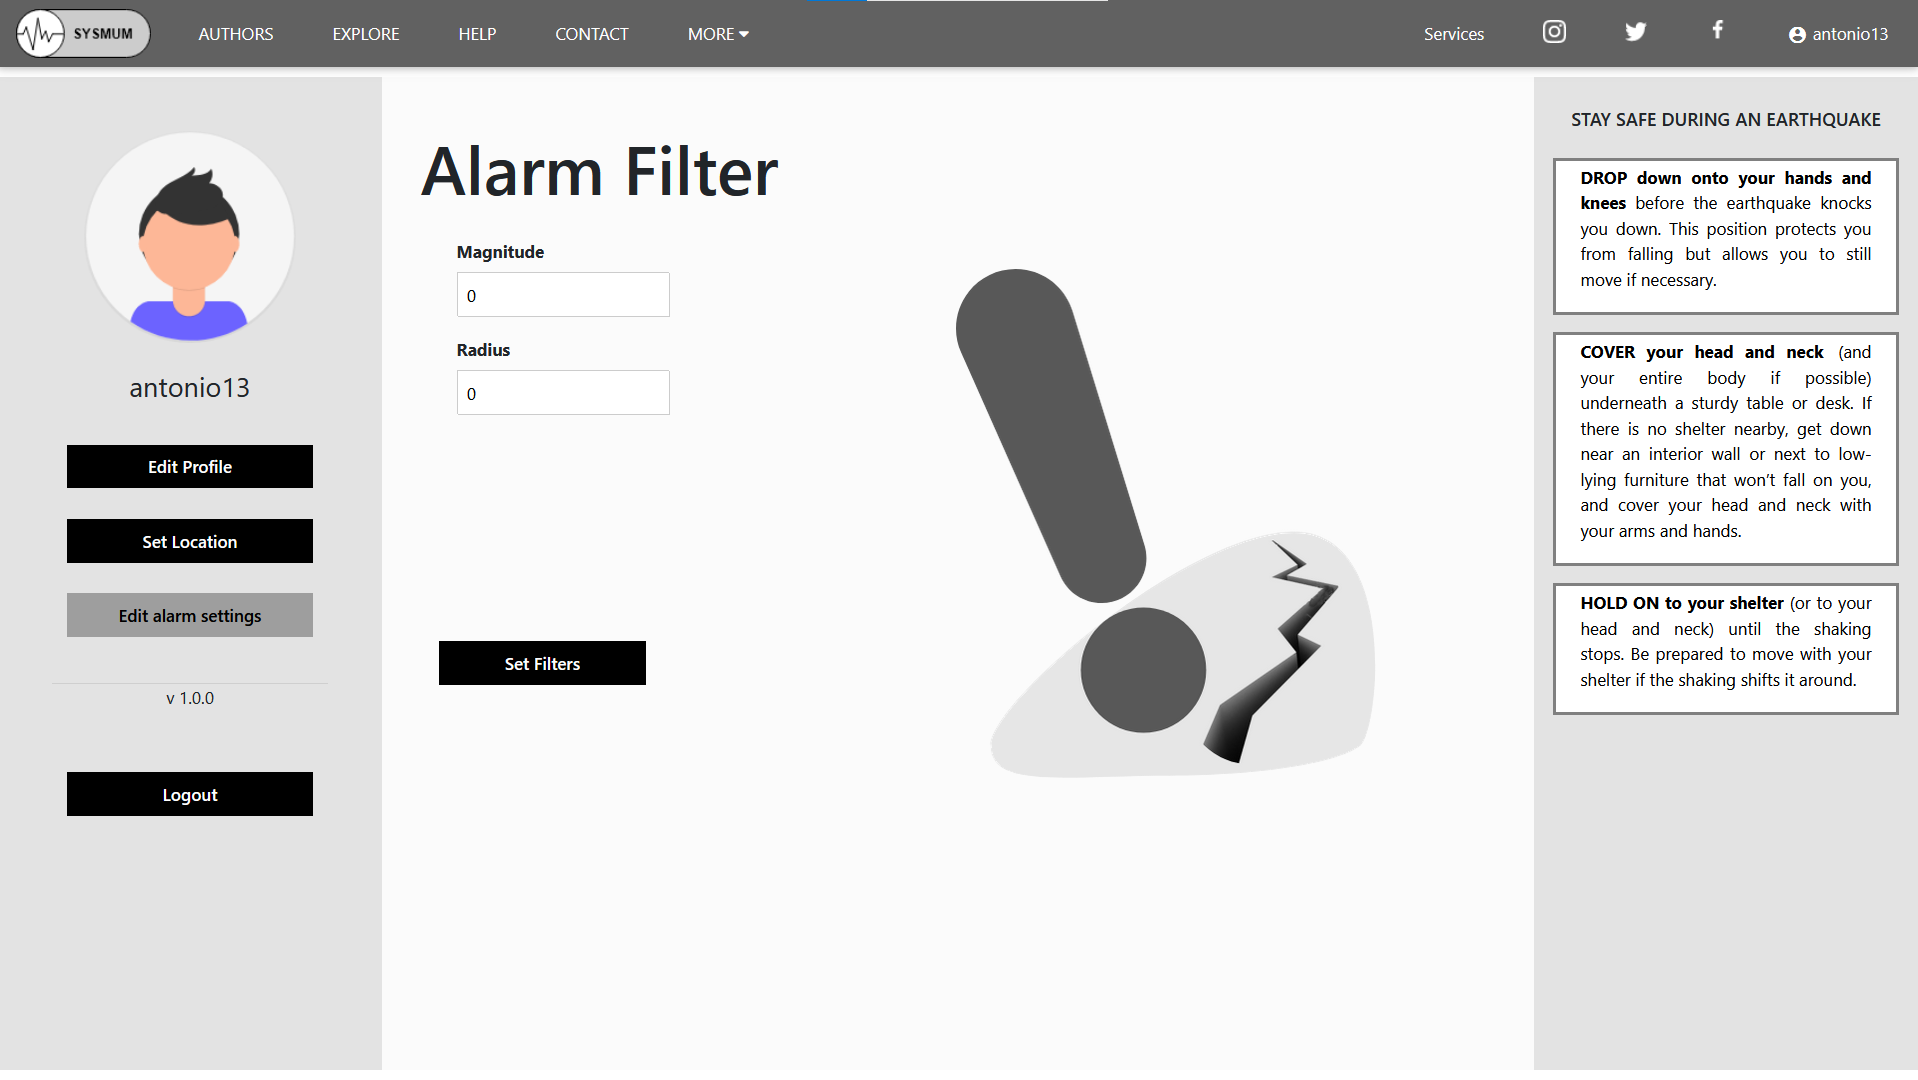 SYSMUM
AUTHORS
EXPLORE
HELP
CONTACT
MORE
Services
antonio13
antonio13
Edit Profile
Set Location
Edit alarm settings
v 1.0.0
Logout
Alarm Filter
Magnitude
0
Radius
0
Set Filters
STAY SAFE DURING AN EARTHQUAKE
DROP down onto your hands and
knees before the earthquake knocks
you down. This position protects you
from falling but allows you to still
move if necessary.
COVER your head and neck (and
your entire body if possible)
underneath a sturdy table or desk. If
there is no shelter nearby, get down
near an interior wall or next to low-
lying furniture that won’t fall on you,
and cover your head and neck with
your arms and hands.
HOLD ON to your shelter (or to your
head and neck) until the shaking
stops. Be prepared to move with your
shelter if the shaking shifts it around.